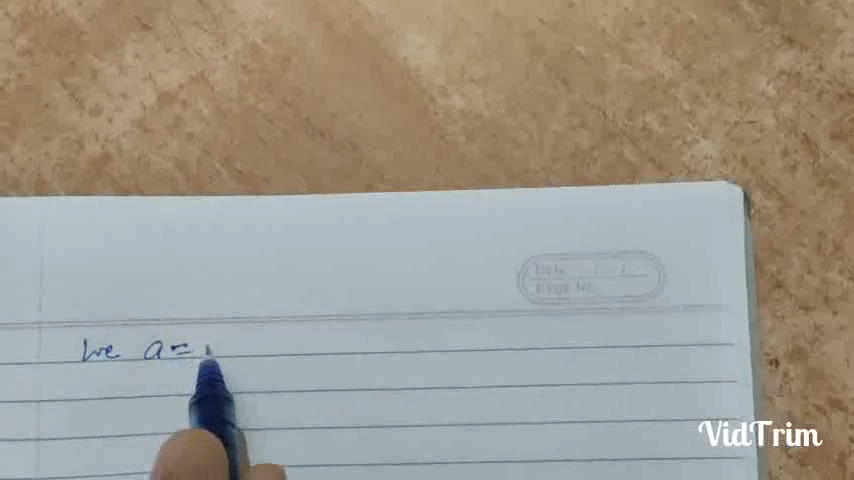 Date / /
Page No.
We a =
VidTrim